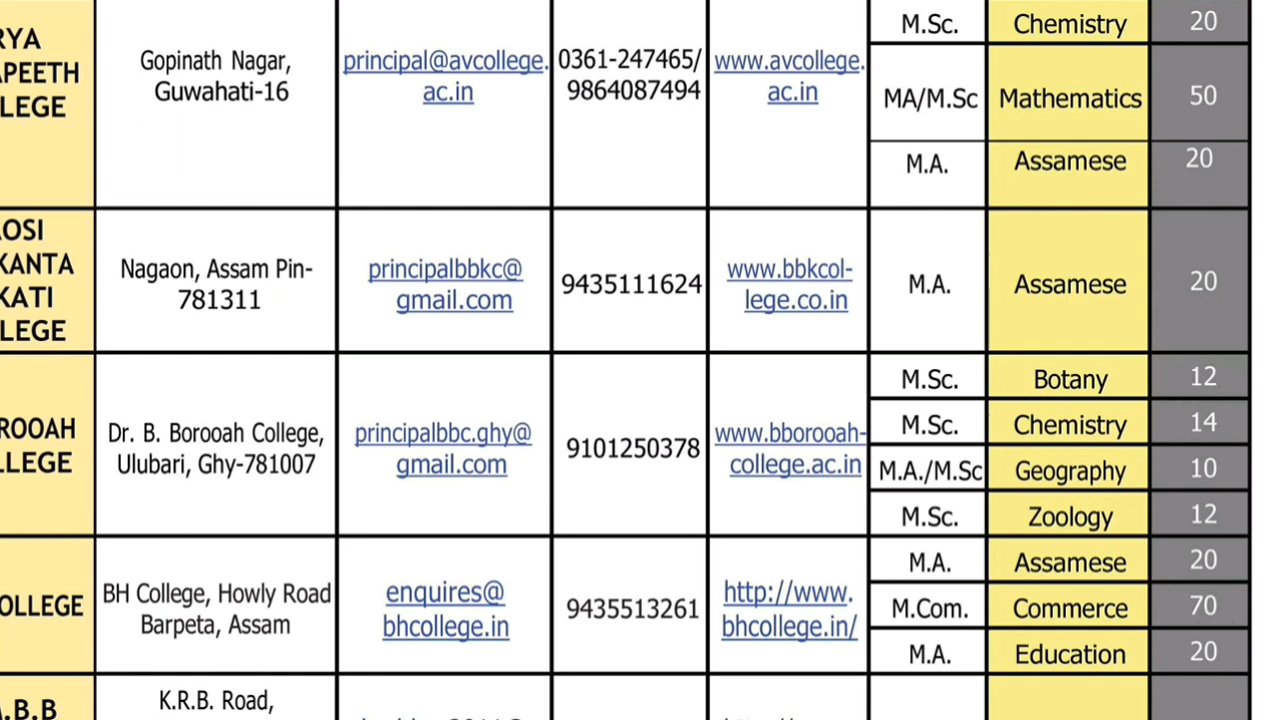 RYA
APEETH
LEGE
Gopinath Nagar,
Guwahati-16
principal@avcollege.
ac.in
0361-247465/
9864087494
www.avcollege.
ac.in
M.Sc. Chemistry 20
MA/M.Sc Mathematics 50
M.A. Assamese 20
OSI
KANTA
KATI
LEGE
Nagaon, Assam Pin-
781311
principalbbkc@
gmail.com
9435111624
www.bbkcol-
lege.co.in
M.A. Assamese 20
ROOAH
LEGE
Dr. B. Borooah College,
Ulubari, Ghy-781007
principalbbc.ghy@
gmail.com
9101250378
www.bborooah-
college.ac.in
M.Sc. Botany 12
M.Sc. Chemistry 14
M.A./M.Sc Geography 10
M.Sc. Zoology 12
OLLEGE
BH College, Howly Road
Barpeta, Assam
enquires@
bhcollege.in
9435513261
http://www.
bhcollege.in/
M.A. Assamese 20
M.Com. Commerce 70
M.A. Education 20
.B.B
K.R.B. Road,